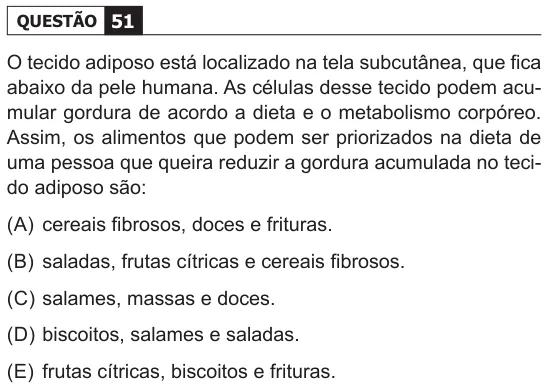 QUESTÃO 51
O tecido adiposo está localizado na tela subcutânea, que fica
abaixo da pele humana. As células desse tecido podem acu-
mular gordura de acordo a dieta e o metabolismo corpóreo.
Assim, os alimentos que podem ser priorizados na dieta de
uma pessoa que queira reduzir a gordura acumulada no teci-
do adiposo são:
(A) cereais fibrosos, doces e frituras.
(B) saladas, frutas cítricas e cereais fibrosos.
(C) salames, massas e doces.
(D) biscoitos, salames e saladas.
(E) frutas cítricas, biscoitos e frituras.